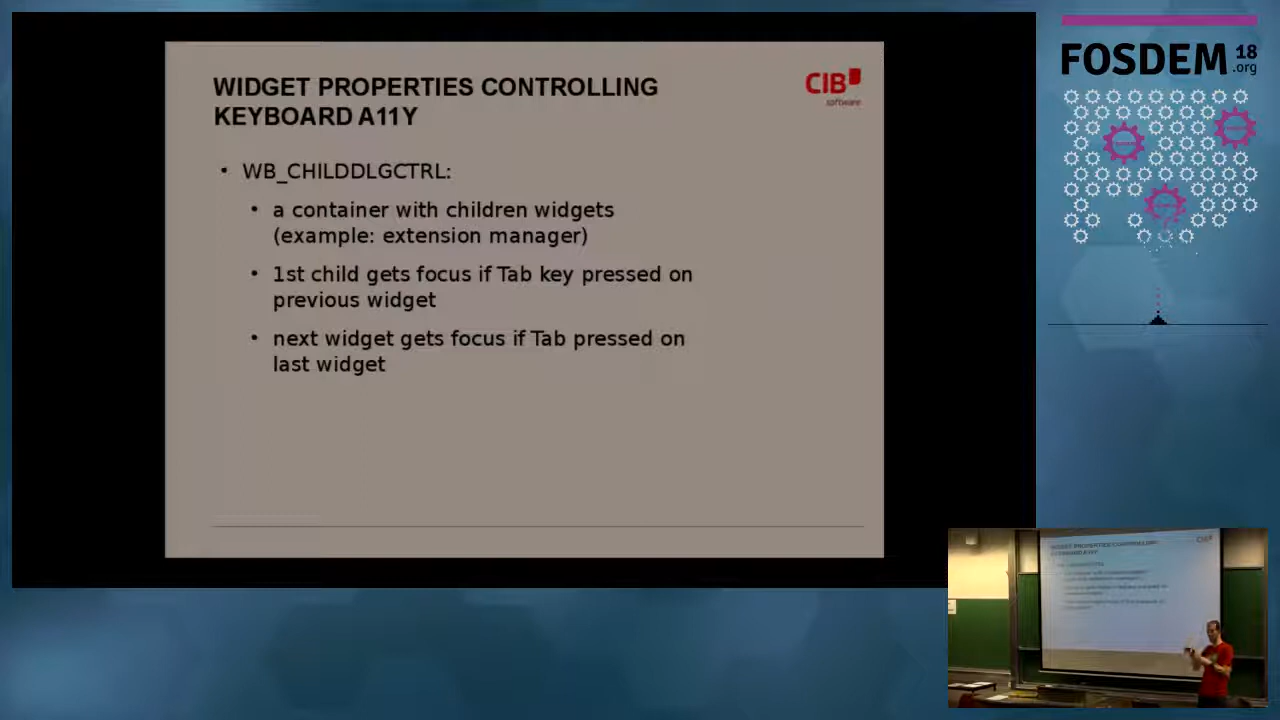 WIDGET PROPERTIES CONTROLLING
KEYBOARD A11Y
CIB
software
• WB_CHILDDLGCTRL:
• a container with children widgets
(example: extension manager)
• 1st child gets focus if Tab key pressed on
previous widget
• next widget gets focus if Tab pressed on
last widget
FOSDEM 18
.org